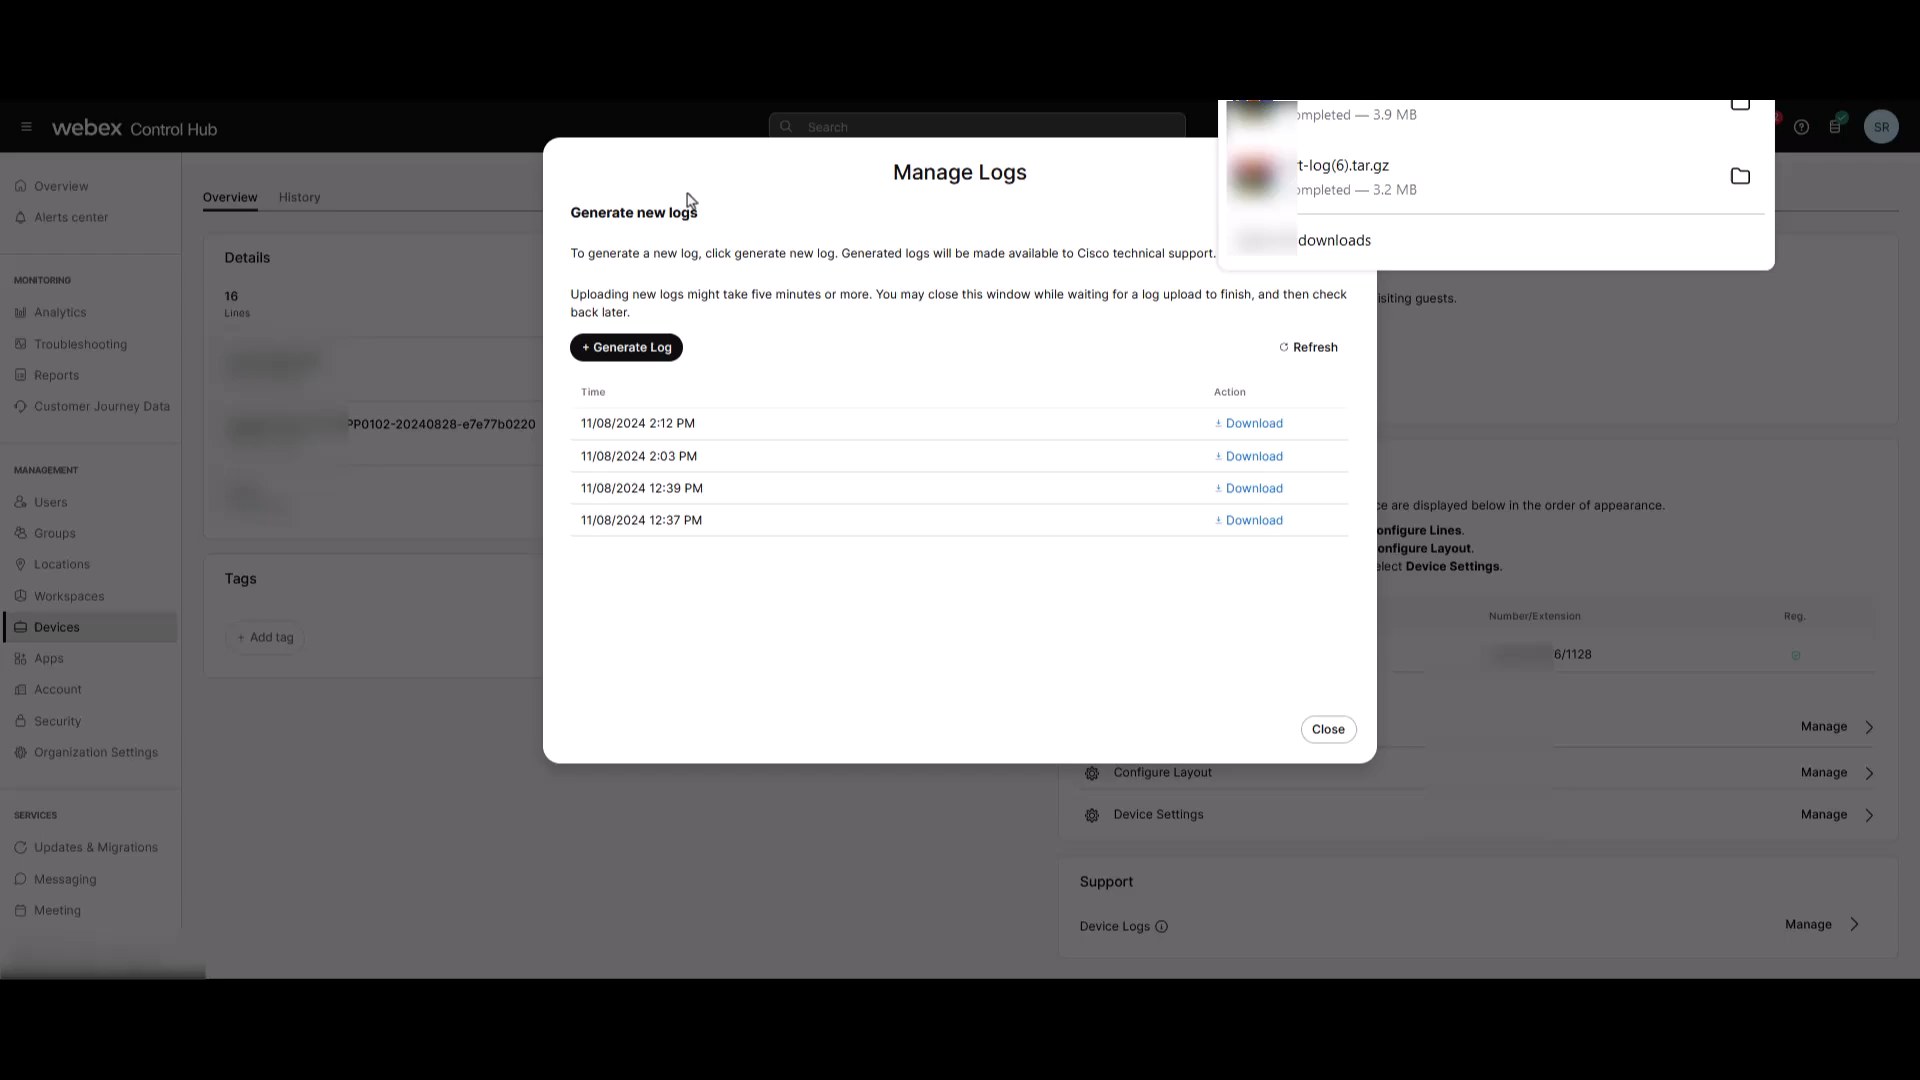 webex Control Hub
Search
SR
Overview
Alerts center
MONITORING
Analytics
Troubleshooting
Reports
Customer Journey Data
MANAGEMENT
Users
Groups
Locations
Workspaces
Devices
Apps
Account
Security
Organization Settings
SERVICES
Updates & Migrations
Messaging
Meeting
Overview History
Details
16
Lines
PP0102-20240828-e7e77b0220
Tags
+ Add tag
Manage Logs
Generate new logs
To generate a new log, click generate new log. Generated logs will be made available to Cisco technical support.
Uploading new logs might take five minutes or more. You may close this window while waiting for a log upload to finish, and then check
back later.
+ Generate Log
Refresh
Time Action
11/08/2024 2:12 PM Download
11/08/2024 2:03 PM Download
11/08/2024 12:39 PM Download
11/08/2024 12:37 PM Download
Close
ompleted — 3.9 MB
t-log(6).tar.gz
ompleted — 3.2 MB
downloads
isiting guests.
ce are displayed below in the order of appearance.
onfigure Lines.
onfigure Layout.
elect Device Settings.
Number/Extension Reg.
6/1128
Manage
Configure Layout Manage
Device Settings Manage
Support
Device Logs Manage